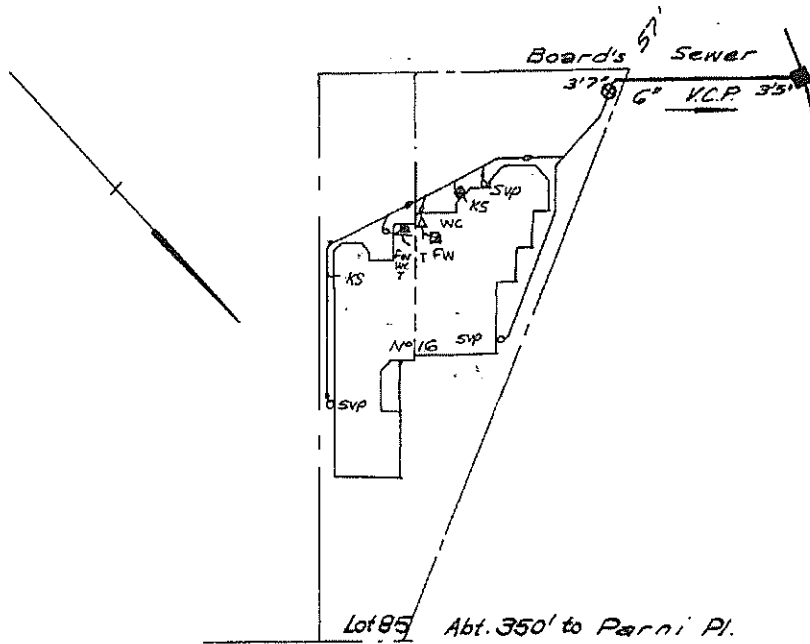 57'
Board's Sewer
3'7" 6" V.C.P. 3'5"
Svp
KS
WC
FW
WC
T
T FW
KS
Nº 16
svp
svp
Lot 85 Abt. 350' to Parni Pl.